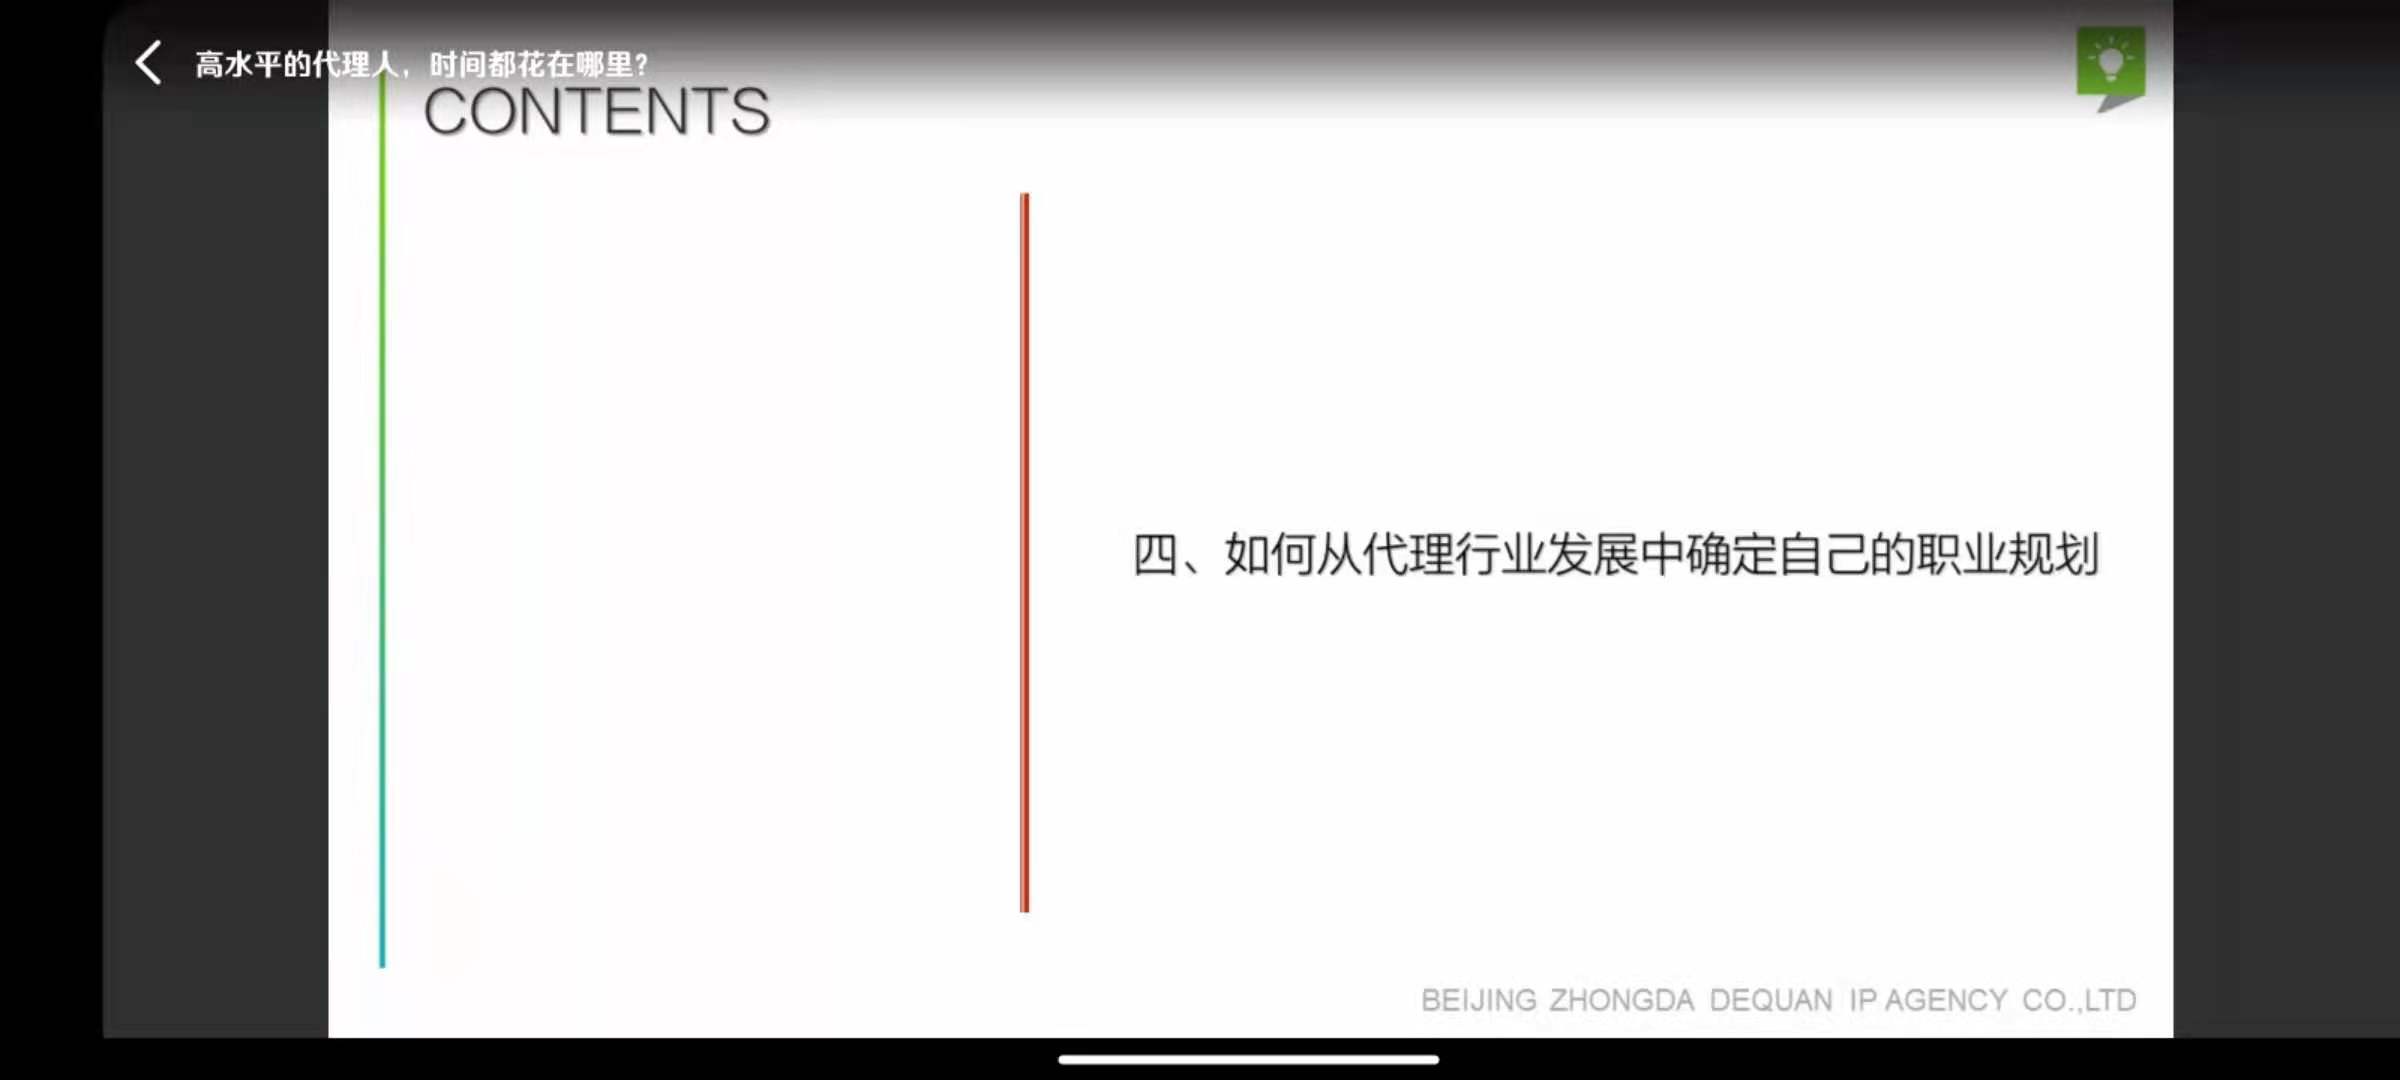 高水平的代理人，时间都花在哪里?
CONTENTS
四、如何从代理行业发展中确定自己的职业规划
BEIJING ZHONGDA DEQUAN IP AGENCY CO.,LTD